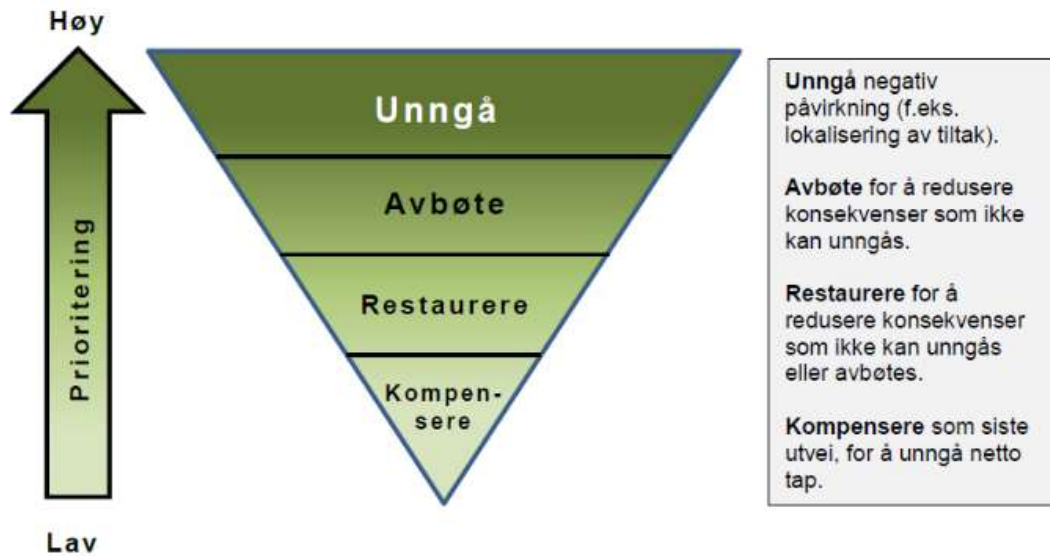 Høy
Prioritering
Lav
Unngå
Avbøte
Restaurere
Kompen-
sere
Unngå negativ
påvirkning (f.eks.
lokalisering av tiltak).
Avbøte for å redusere
konsekvenser som ikke
kan unngås.
Restaurere for å
redusere konsekvenser
som ikke kan unngås
eller avbøtes.
Kompensere som siste
utvei, for å unngå netto
tap.